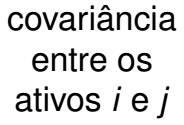 covariância
entre os
ativos i e j